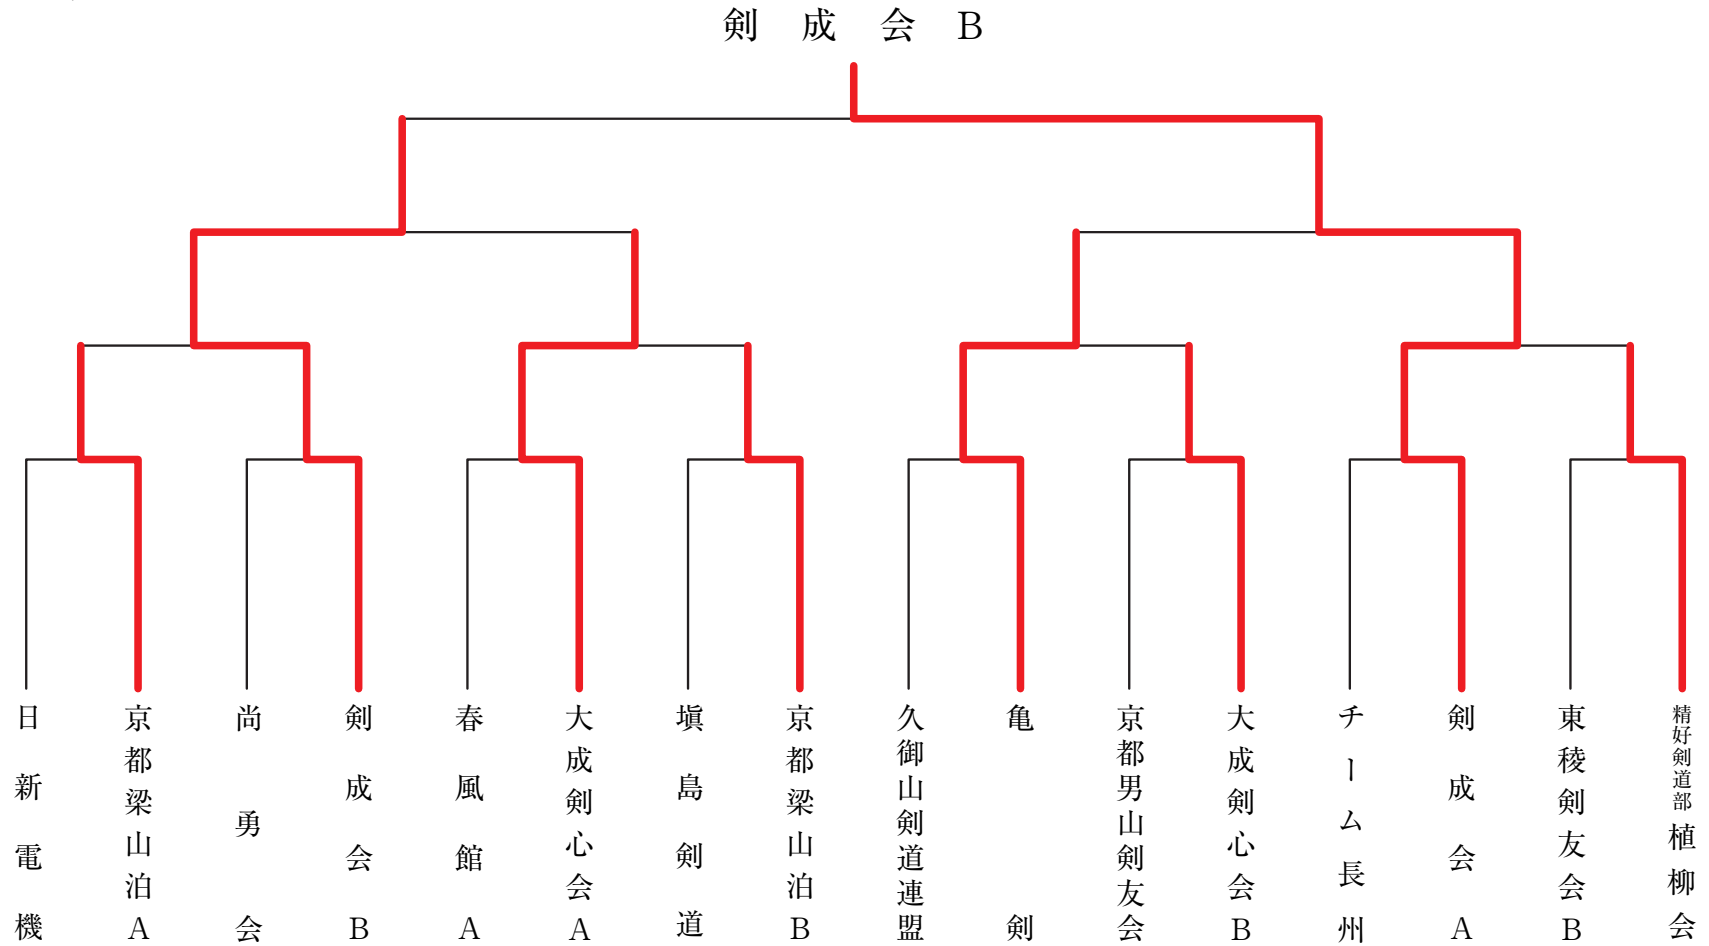 剣成会B
日新電機
京都梁山泊A
尚勇会
剣成会B
春風館A
大成剣心会A
塡島剣道
京都梁山泊B
久御山剣道連盟
亀剣
京都男山剣友会
大成剣心会B
チーム長州
剣成会A
東稜剣友会B
精好剣道部植柳会